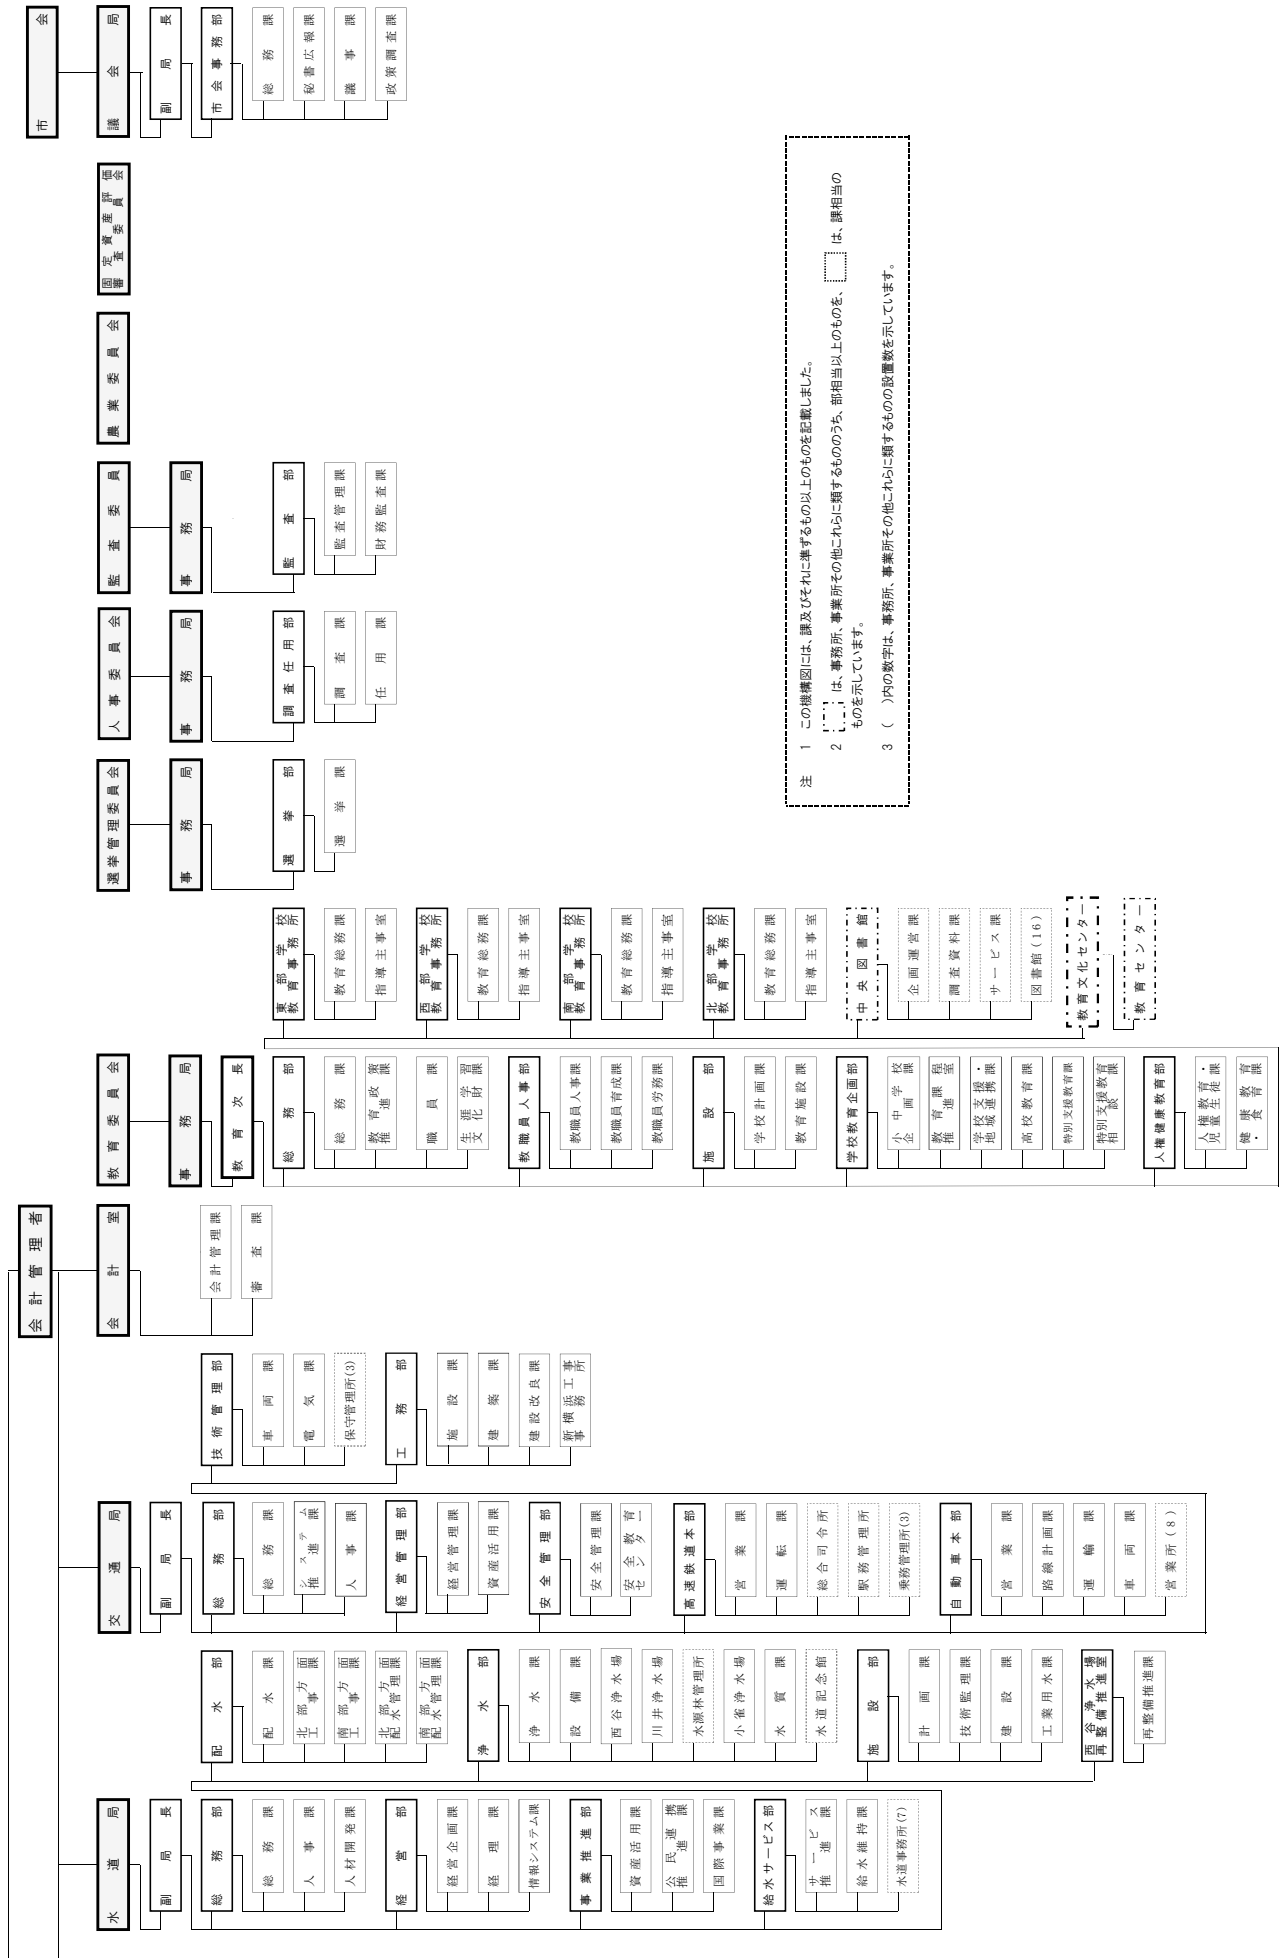 水道局
副局長
総務部
総務課
人事課
人材開発課
経営部
経営企画課
経理課
情報システム課
事業推進部
資産活用課
公民連携
推進課
国際事業課
給水サービス部
サービス
推進課
給水維持課
水道事務所(7)
配水部
配水課
北部方面
工事課
南部方面
工事課
北部方面
配水管理課
南部方面
配水管理課
浄水部
浄水課
設備課
西谷浄水場
川井浄水場
水源林管理所
小雀浄水場
水質課
水道記念館
施設部
計画課
技術監理課
建設課
工業用水課
西谷浄水場
再整備推進室
再整備推進課
交通局
副局長
総務部
総務課
システム
推進課
人事課
経営管理部
経営管理課
資産活用課
安全管理部
安全管理課
安全教育
センター
高速鉄道本部
営業課
運転課
総合司令所
駅務管理所
乗務管理所(3)
自動車本部
営業課
路線計画課
運輸課
車両課
営業所(8)
技術管理部
車両課
電気課
保守管理所(3)
工務部
施設課
建築課
建設改良課
新横浜工事
事務所
会計管理者
会計室
会計管理課
審査課
教育委員会
事務局
教育次長
総務部
総務課
教育政策
推進課
職員課
生涯学習
文化財課
教職員人事部
教職員人事課
教職員育成課
教職員労務課
施設部
学校計画課
教育施設課
学校教育企画部
小中学校
企画課
教育課程
推進室
学校支援・
地域連携課
高校教育課
特別支援教育課
特別支援教育
相談課
人権健康教育部
人権教育・
児童生徒課
健康教育
・食育課
東部学校
教育事務所
教育総務課
指導主事室
西部学校
教育事務所
教育総務課
指導主事室
南部学校
教育事務所
教育総務課
指導主事室
北部学校
教育事務所
教育総務課
指導主事室
中央図書館
企画運営課
調査資料課
サービス課
図書館(16)
教育文化センター
教育センター
選挙管理委員会
事務局
選挙部
選挙課
人事委員会
事務局
調査任用部
調査課
任用課
監査委員
事務局
監査部
監査管理課
財務監査課
農業委員会
固定資産評価
審査委員会
市会
議会局
副局長
市会事務部
総務課
秘書広報課
議事課
政策調査課
注 1 この機構図には、課及びそれに準ずるもの以上のものを記載しました。
2 は、事務所、事業所その他これらに類するもののうち、部相当以上のものを、 は、課相当の
ものを示しています。
3 ( )内の数字は、事務所、事業所その他これらに類するものの設置数を示しています。